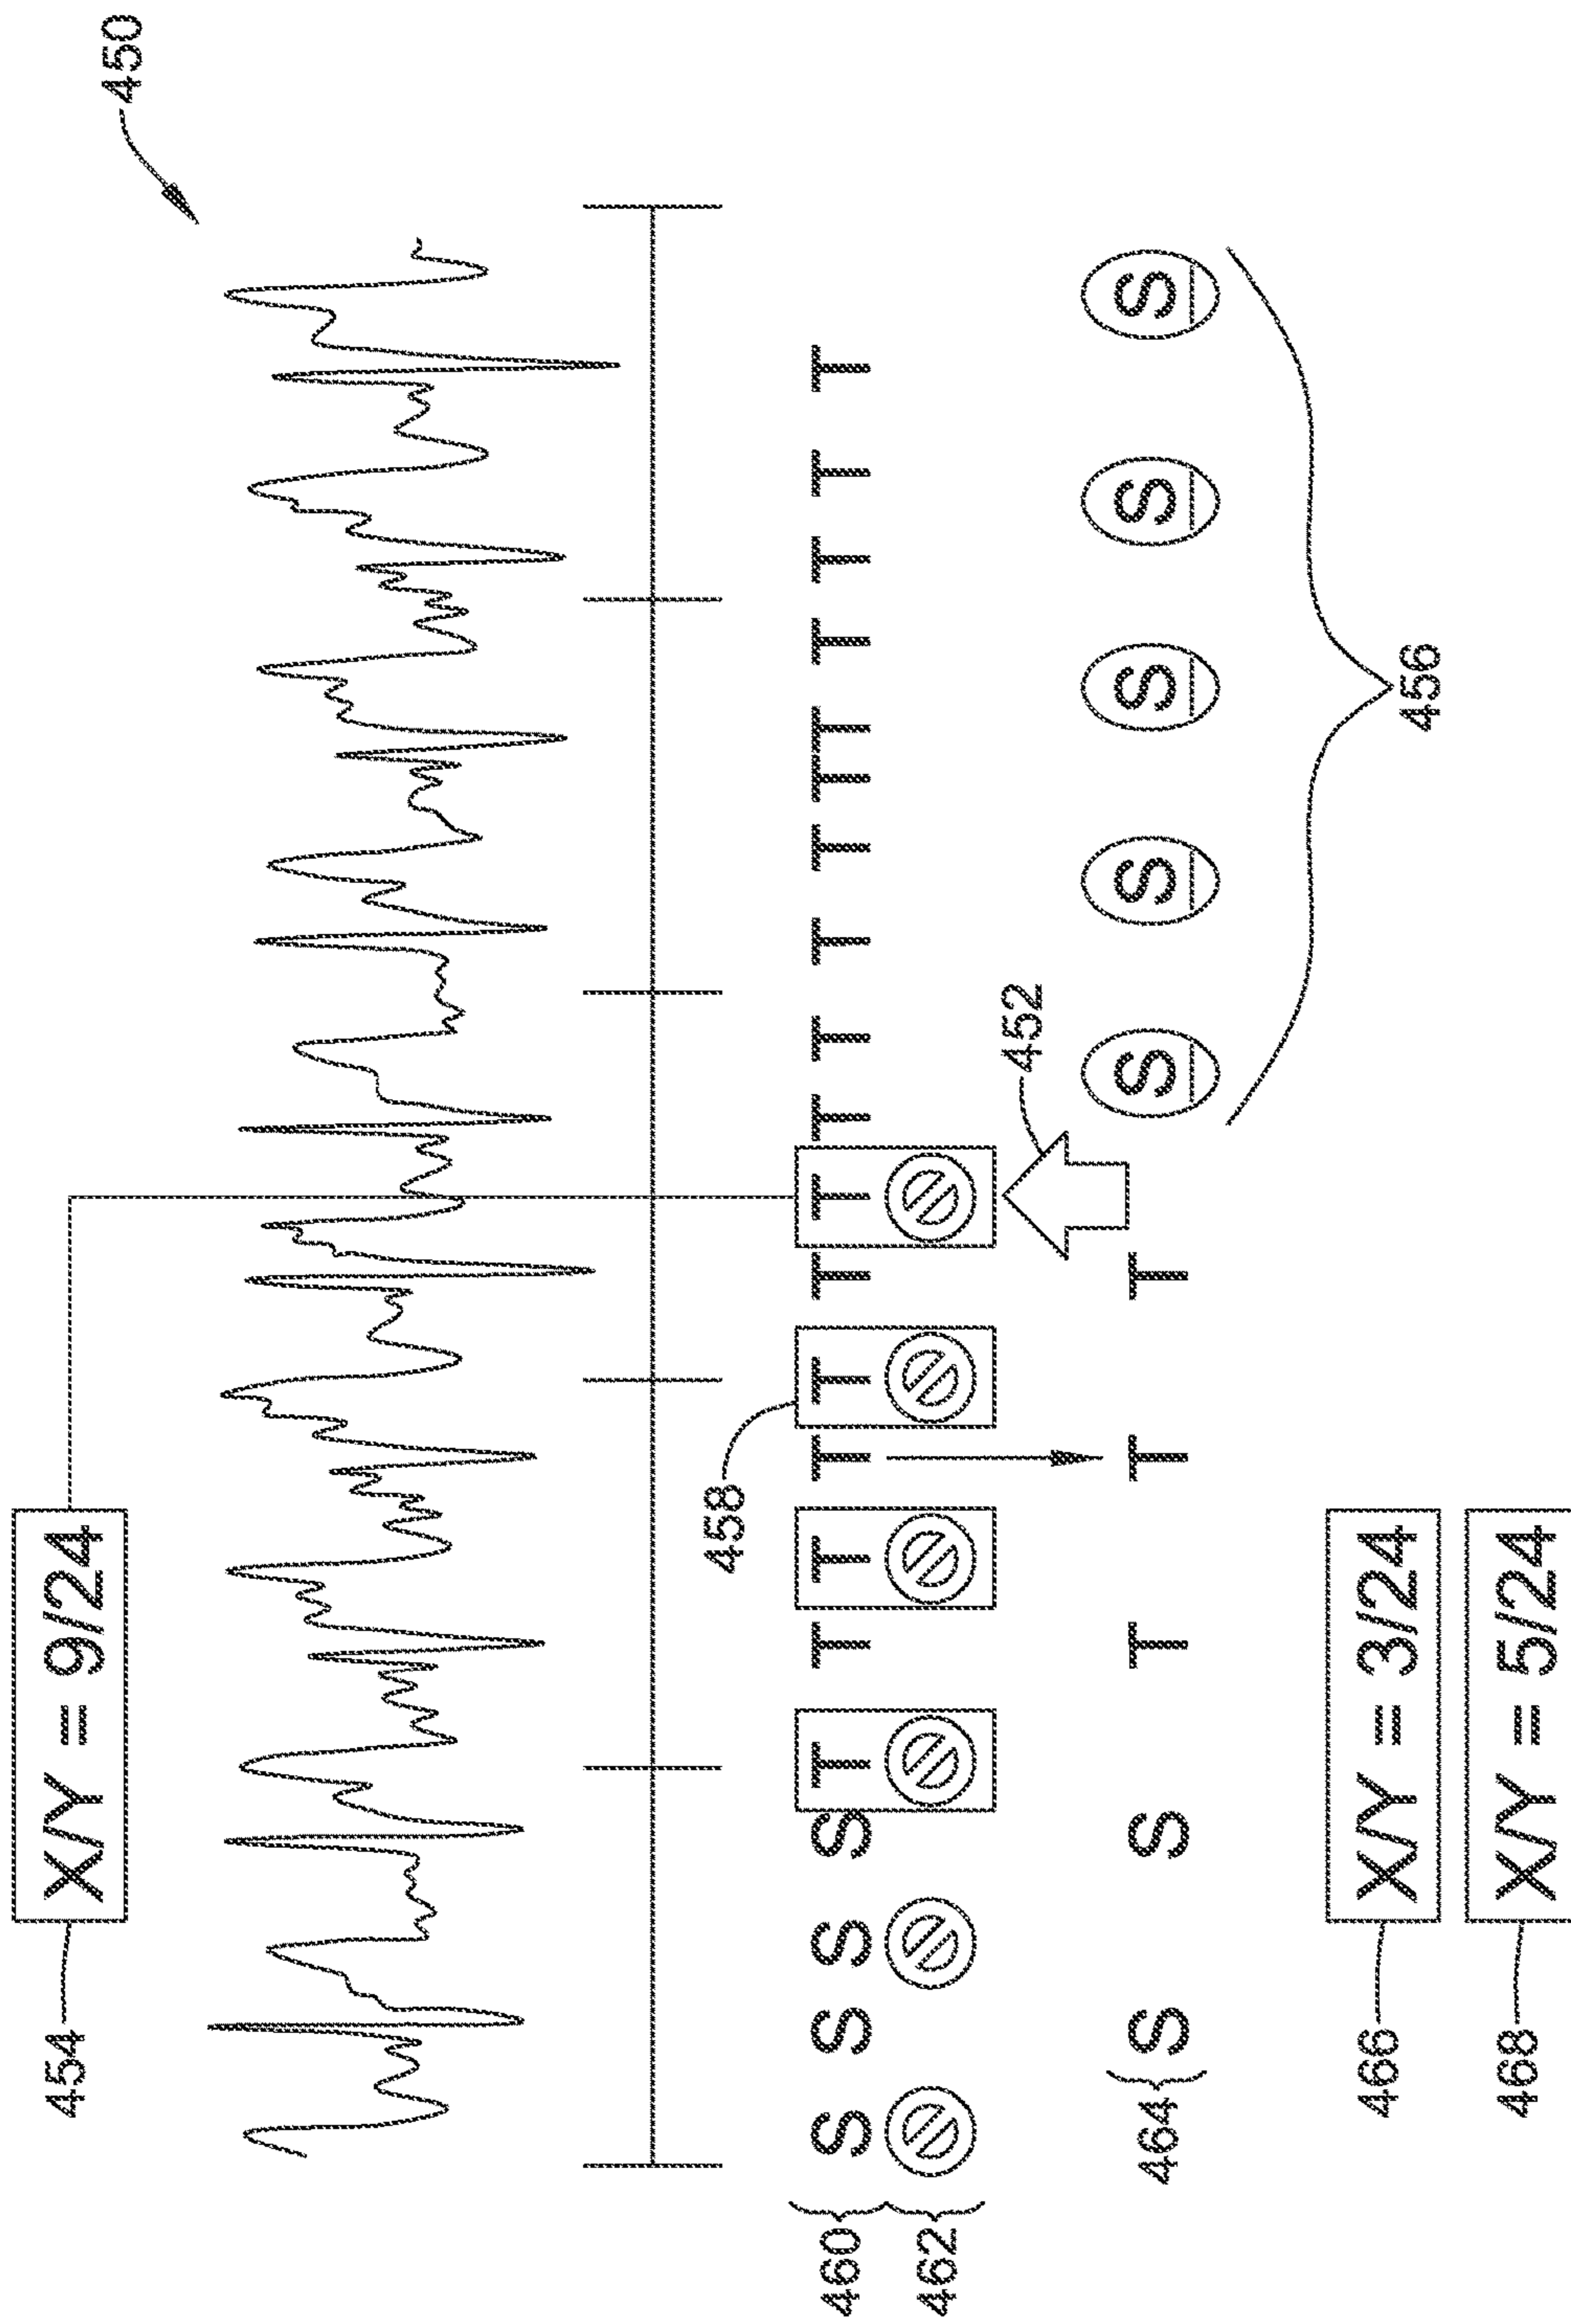 450
454 X/Y = 9/24
458
460 S S S S T T T T T T T T T T T T T T T T T
462
452
464 S S T T T S S S S S
466 X/Y = 3/24
456
468 X/Y = 5/24